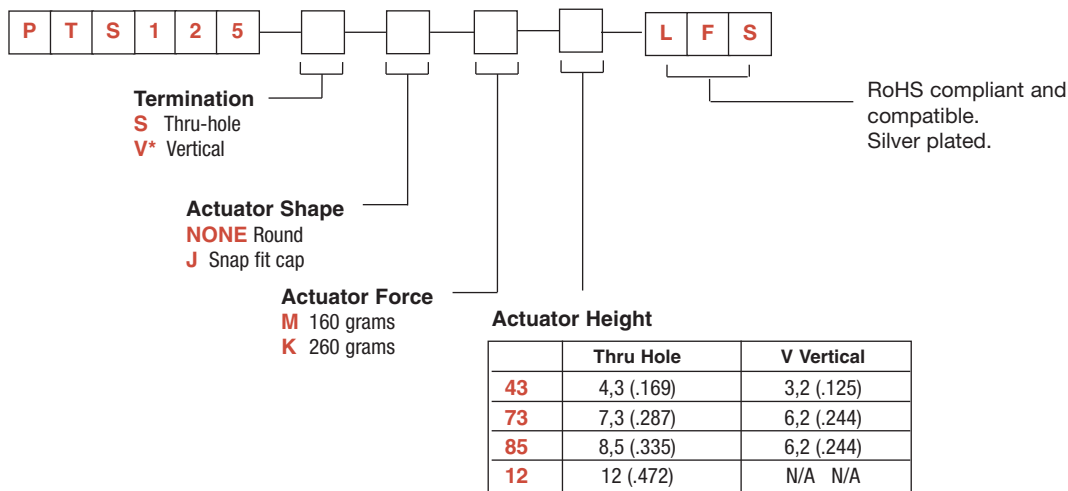 P T S 1 2 5 L F S
Termination
S Thru-hole
V* Vertical
RoHS compliant and
compatible.
Silver plated.
Actuator Shape
NONE Round
J Snap fit cap
Actuator Force
M 160 grams
K 260 grams
Actuator Height
Thru Hole V Vertical
43 4,3 (.169) 3,2 (.125)
73 7,3 (.287) 6,2 (.244)
85 8,5 (.335) 6,2 (.244)
12 12 (.472) N/A N/A